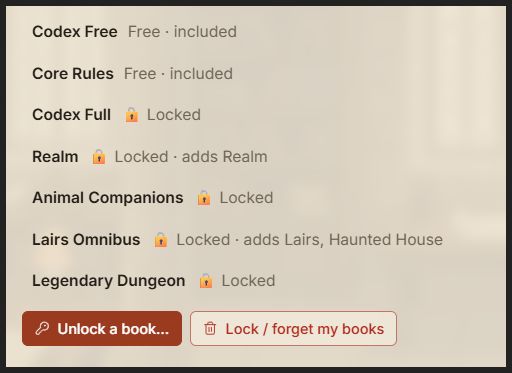 Codex Free Free · included
Core Rules Free · included
Codex Full 🔒 Locked
Realm 🔒 Locked · adds Realm
Animal Companions 🔒 Locked
Lairs Omnibus 🔒 Locked · adds Lairs, Haunted House
Legendary Dungeon 🔒 Locked
Unlock a book... Lock / forget my books